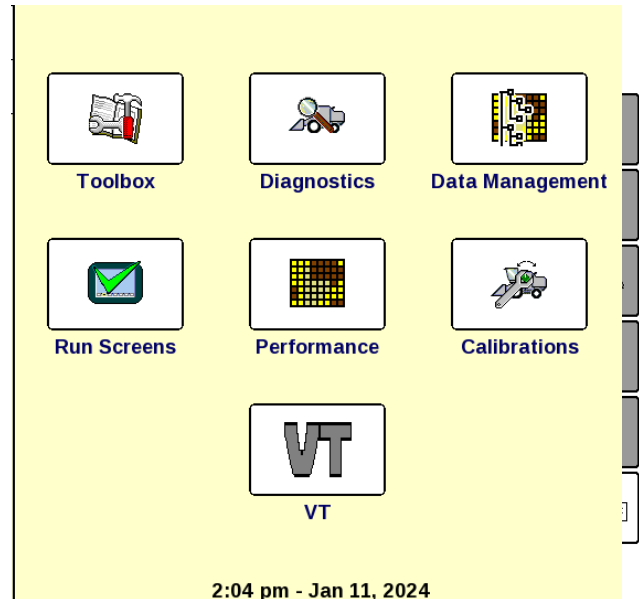 Toolbox
Diagnostics
Data Management
Run Screens
Performance
Calibrations
VT
VT
2:04 pm - Jan 11, 2024